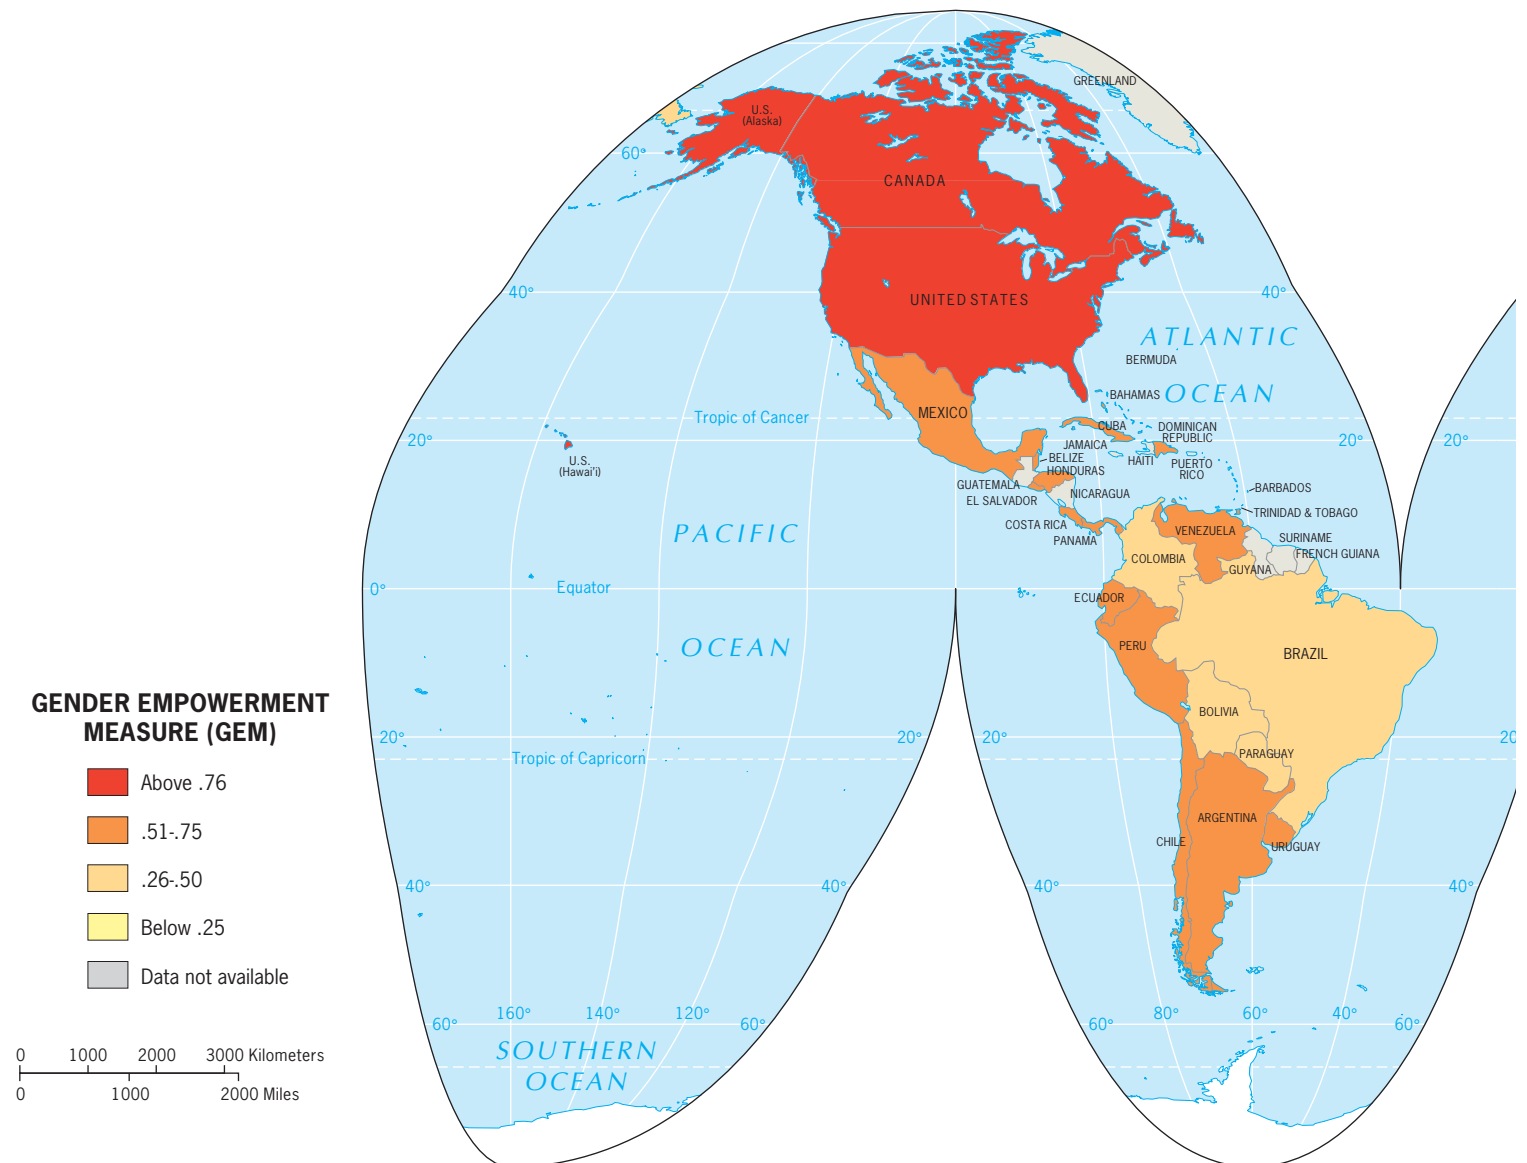 GREENLAND
U.S.
(Alaska)
60°
CANADA
40°
UNITED STATES
40°
ATLANTIC
OCEAN
BERMUDA
BAHAMAS
Tropic of Cancer
MEXICO
CUBA
DOMINICAN
REPUBLIC
20°
JAMAICA
HAITI
PUERTO
RICO
20°
20°
U.S.
(Hawai'i)
BELIZE
HONDURAS
GUATEMALA
EL SALVADOR
NICARAGUA
BARBADOS
TRINIDAD & TOBAGO
COSTA RICA
PANAMA
VENEZUELA
SURINAME
FRENCH GUIANA
COLOMBIA
GUYANA
PACIFIC
OCEAN
0°
Equator
ECUADOR
PERU
BRAZIL
BOLIVIA
20°
20°
20°
20
Tropic of Capricorn
PARAGUAY
ARGENTINA
CHILE
URUGUAY
40°
40°
40°
40°
60°
160°
140°
120°
60°
60°
80°
60°
40°
60°
SOUTHERN
OCEAN
GENDER EMPOWERMENT
MEASURE (GEM)
Above .76
.51-.75
.26-.50
Below .25
Data not available
0 1000 2000 3000 Kilometers
0 1000 2000 Miles